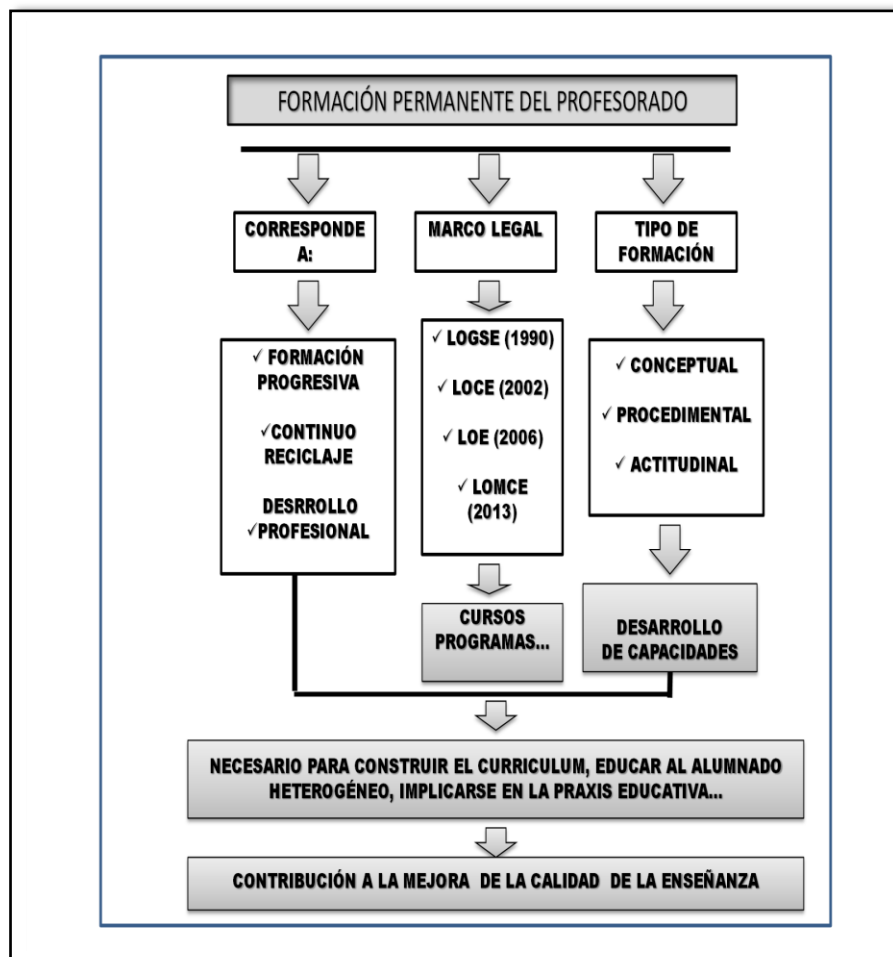 FORMACIÓN PERMANENTE DEL PROFESORADO
CORRESPONDE
A:
MARCO LEGAL
TIPO DE
FORMACIÓN
✓ FORMACIÓN
PROGRESIVA
✓CONTINUO
RECICLAJE
DESRROLLO
✓PROFESIONAL
✓ LOGSE (1990)
✓ LOCE (2002)
✓ LOE (2006)
✓ LOMCE
(2013)
✓ CONCEPTUAL
✓ PROCEDIMENTAL
✓ ACTITUDINAL
CURSOS
PROGRAMAS...
DESARROLLO
DE CAPACIDADES
NECESARIO PARA CONSTRUIR EL CURRICULUM, EDUCAR AL ALUMNADO
HETEROGÉNEO, IMPLICARSE EN LA PRAXIS EDUCATIVA...
CONTRIBUCIÓN A LA MEJORA DE LA CALIDAD DE LA ENSEÑANZA